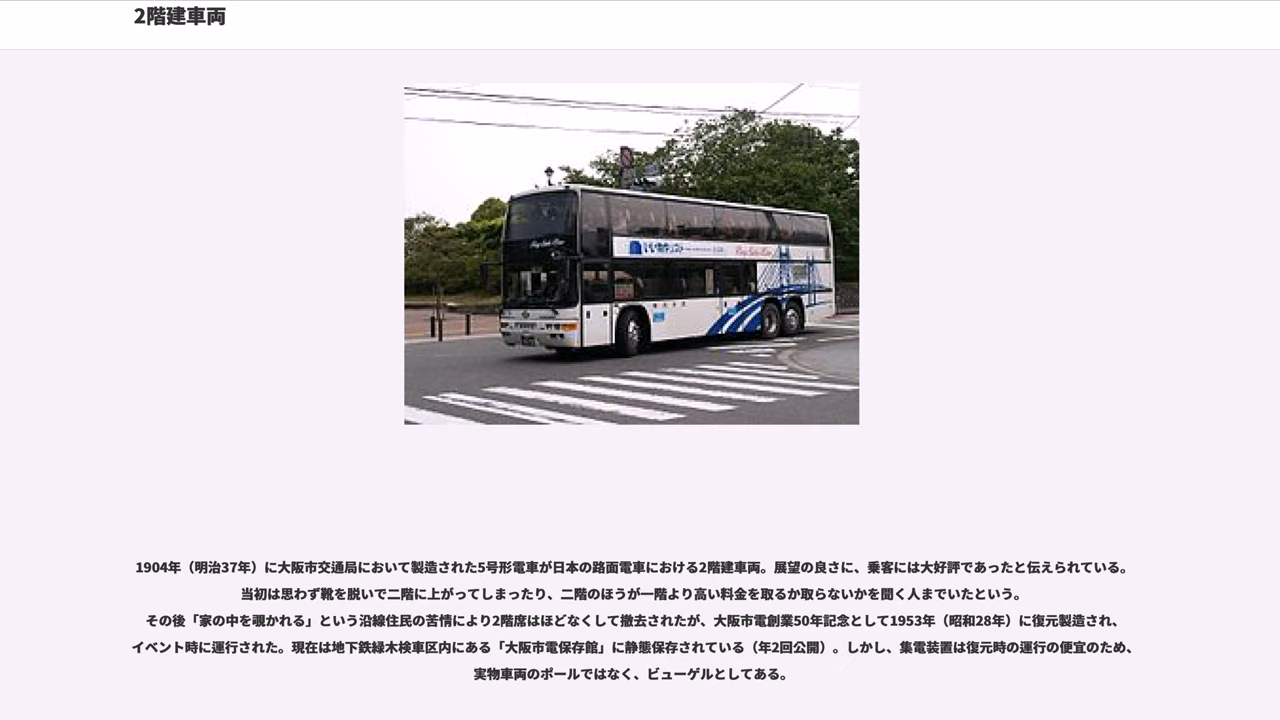 2階建車両
1904年（明治37年）に大阪市交通局において製造された5号形電車が日本の路面電車における2階建車両。展望の良さに、乗客には大好評であったと伝えられている。
当初は思わず靴を脱いで二階に上がってしまったり、二階のほうが一階より高い料金を取るか取らないかを聞く人までいたという。
その後「家の中を覗かれる」という沿線住民の苦情により2階席はほどなくして撤去されたが、大阪市電創業50年記念として1953年（昭和28年）に復元製造され、
イベント時に運行された。現在は地下鉄緑木検車区内にある「大阪市電保存館」に静態保存されている（年2回公開）。しかし、集電装置は復元時の運行の便宜のため、
実物車両のポールではなく、ビューゲルとしてある。